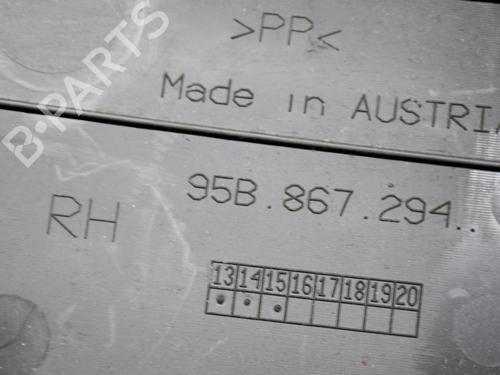 >PP<
Made in AUSTRIA
95B.867.294..
RH
13 14 15 16 17 18 19 20
B-PARTS